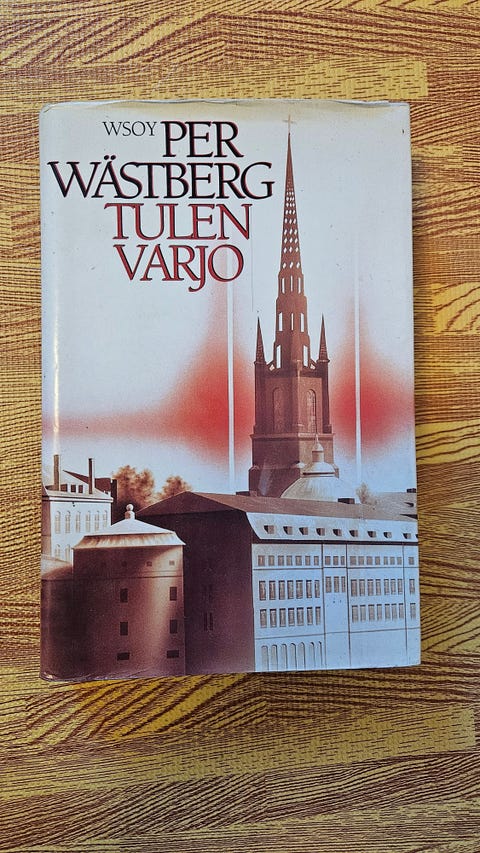 WSOY PER
WÄSTBERG
TULEN
VARJO